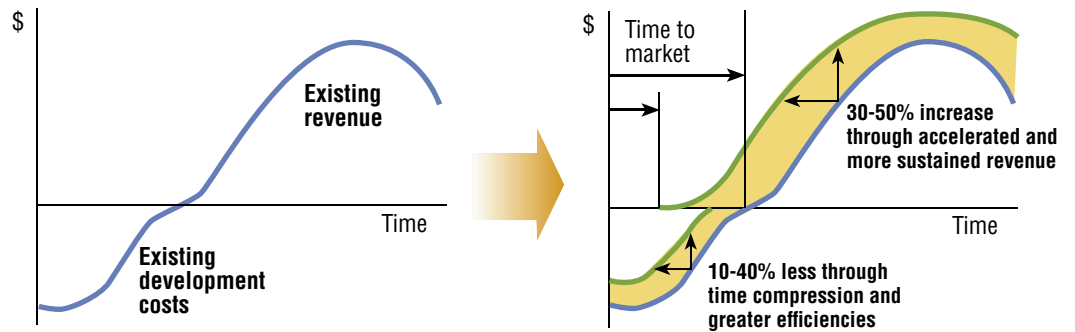 $
Existing
revenue
Time
Existing
development
costs
$
Time to
market
30-50% increase
through accelerated and
more sustained revenue
Time
10-40% less through
time compression and
greater efficiencies